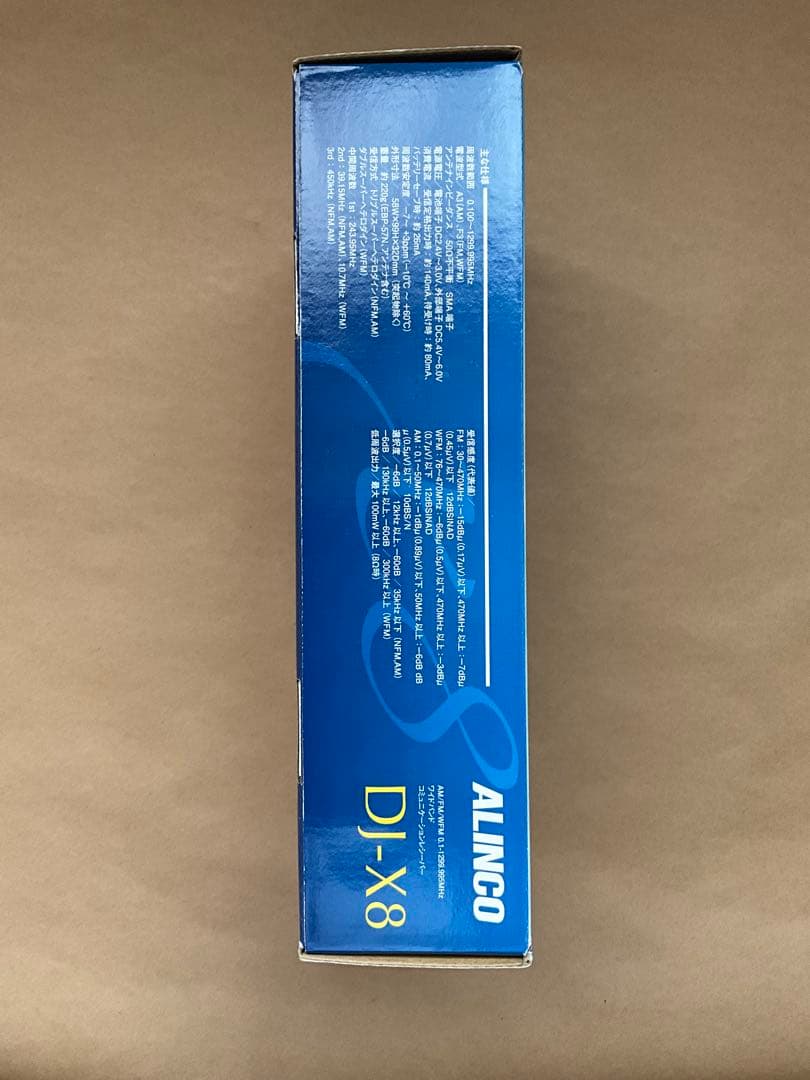 主な仕様
周波数範囲 / 0.100～1299.995MHz
電波型式 / A3(AM)、F3(FM,WFM)
アンテナインピーダンス / 50Ω不平衡 SMA端子
電源電圧 / 電池端子 DC2.4V～3.0V、外部端子 DC5.4V～6.0V
消費電流 / 受信定格出力時：約140mA、待受け時：約80mA、
バッテリーセーブ時：約26mA
周波数安定度 / −7～+3ppm(−10℃ ～ +60℃)
外形寸法 / 58W×99H×32Dmm (突起物除く)
重量 / 約220g(EBP-57N、アンテナ含む)
受信方式 / トリプルスーパーヘテロダイン(NFM,AM)
ダブルスーパーヘテロダイン(WFM)
中間周波数 / 1st：243.95MHz
2nd：39.15MHz (NFM,AM)、10.7MHz (WFM)
3rd：450kHz (NFM,AM)
受信感度(代表値) /
FM：30～470MHz：−15dBμ(0.17μV)以下、470MHz以上：−7dBμ
(0.45μV)以下 12dBSINAD
WFM：76～470MHz：−6dBμ(0.5μV)以下、470MHz以上：−3dBμ
(0.7μV)以下 12dBSINAD
AM：0.1～50MHz：−1dBμ(0.89μV)以下、50MHz以上：−6dB dB
μ(0.5μV)以下 10dBS/N
選択度 / −6dB / 12kHz以上、−60dB / 35kHz以下 (NFM,AM)
−6dB / 130kHz以上、−60dB / 300kHz以上 (WFM)
低周波出力 / 最大100mW以上 (8Ω時)
ALINCO
AM/FM/WFM 0.1-1299.995MHz
ワイドバンド
コミュニケーションレシーバー
DJ-X8